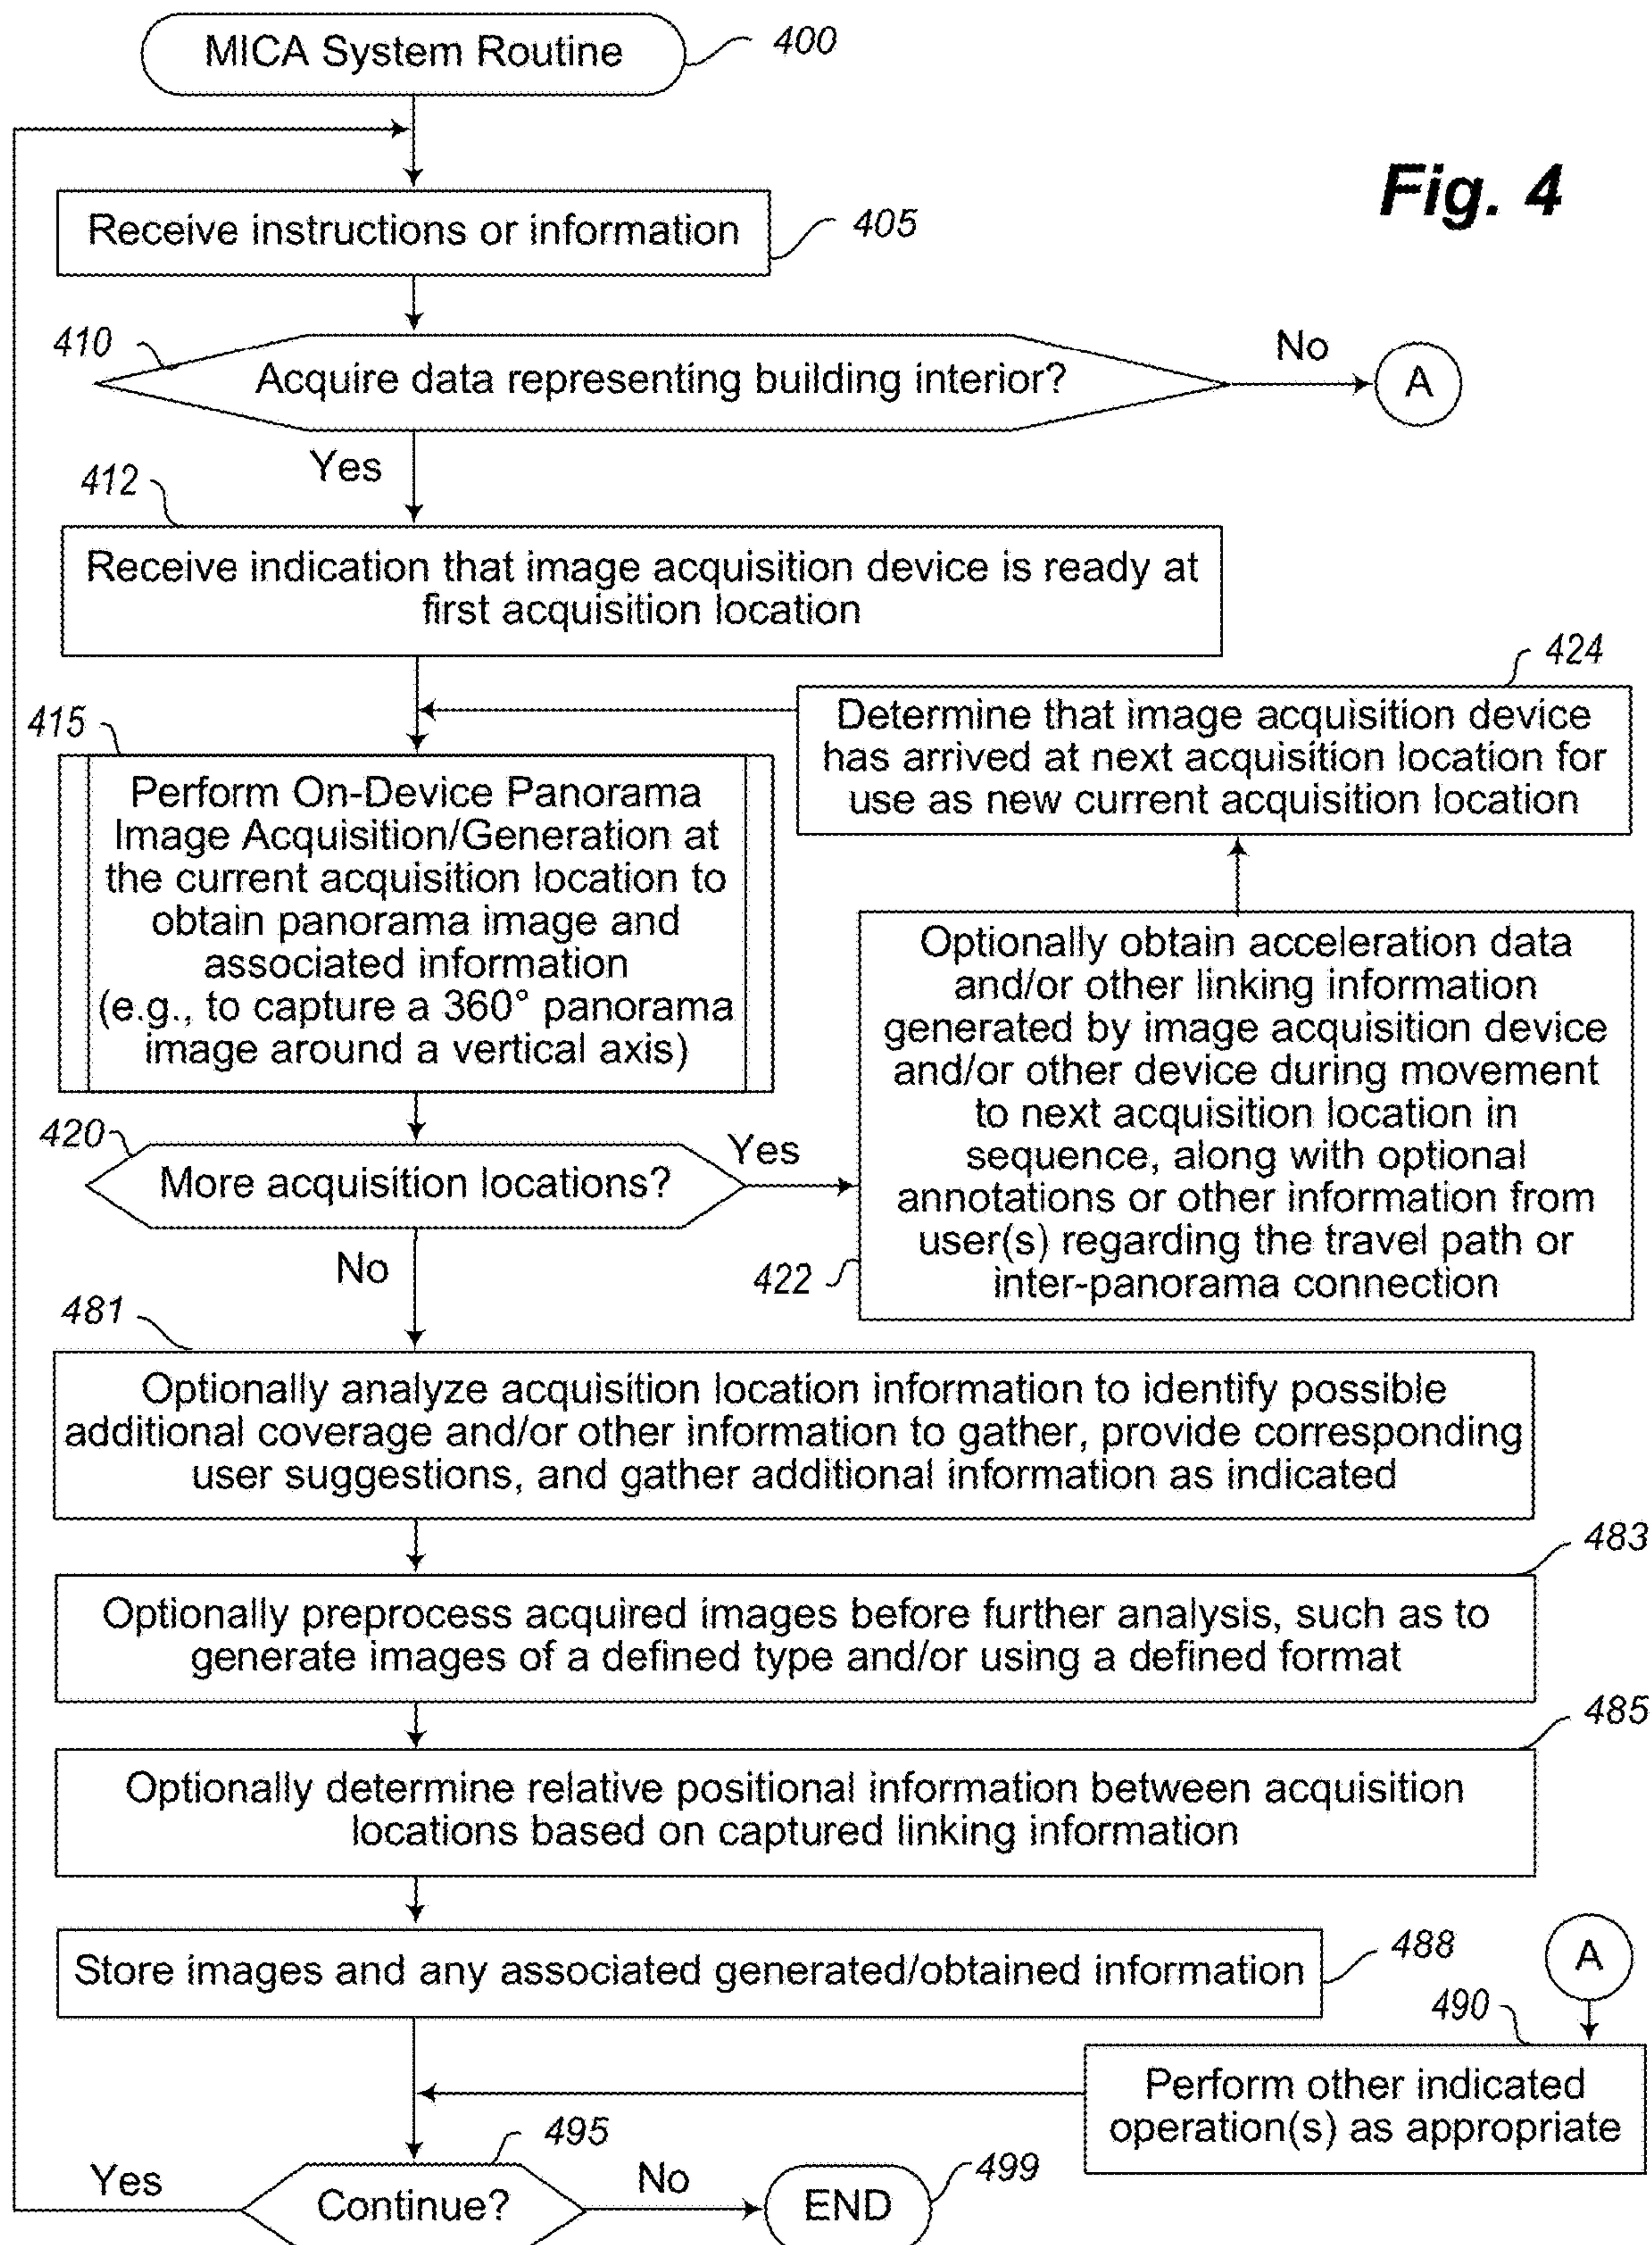 MICA System Routine
400
Fig. 4
Receive instructions or information
405
410
Acquire data representing building interior?
No
A
Yes
412
Receive indication that image acquisition device is ready at
first acquisition location
424
Determine that image acquisition device
has arrived at next acquisition location for
use as new current acquisition location
415
Perform On-Device Panorama
Image Acquisition/Generation at
the current acquisition location to
obtain panorama image and
associated information
(e.g., to capture a 360° panorama
image around a vertical axis)
Optionally obtain acceleration data
and/or other linking information
generated by image acquisition device
and/or other device during movement
to next acquisition location in
sequence, along with optional
annotations or other information from
user(s) regarding the travel path or
inter-panorama connection
422
420
More acquisition locations?
Yes
No
481
Optionally analyze acquisition location information to identify possible
additional coverage and/or other information to gather, provide corresponding
user suggestions, and gather additional information as indicated
483
Optionally preprocess acquired images before further analysis, such as to
generate images of a defined type and/or using a defined format
485
Optionally determine relative positional information between acquisition
locations based on captured linking information
Store images and any associated generated/obtained information
488
A
490
Perform other indicated
operation(s) as appropriate
495
Yes
Continue?
No
END
499